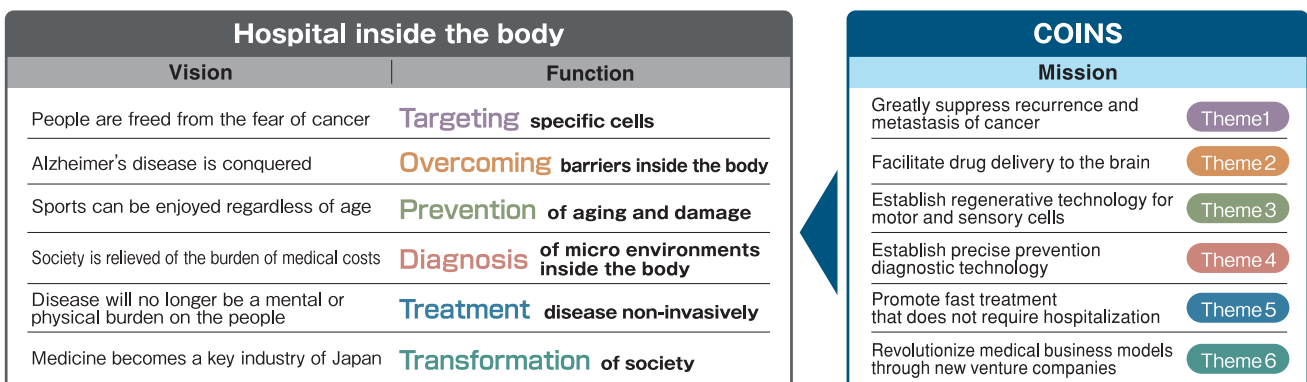 Hospital inside the body
Vision
Function
People are freed from the fear of cancer
Targeting specific cells
Alzheimer's disease is conquered
Overcoming barriers inside the body
Sports can be enjoyed regardless of age
Prevention of aging and damage
Society is relieved of the burden of medical costs
Diagnosis of micro environments
inside the body
Disease will no longer be a mental or
physical burden on the people
Treatment disease non-invasively
Medicine becomes a key industry of Japan
Transformation of society
COINS
Mission
Greatly suppress recurrence and
metastasis of cancer
Theme1
Facilitate drug delivery to the brain
Theme2
Establish regenerative technology for
motor and sensory cells
Theme3
Establish precise prevention
diagnostic technology
Theme4
Promote fast treatment
that does not require hospitalization
Theme5
Revolutionize medical business models
through new venture companies
Theme6